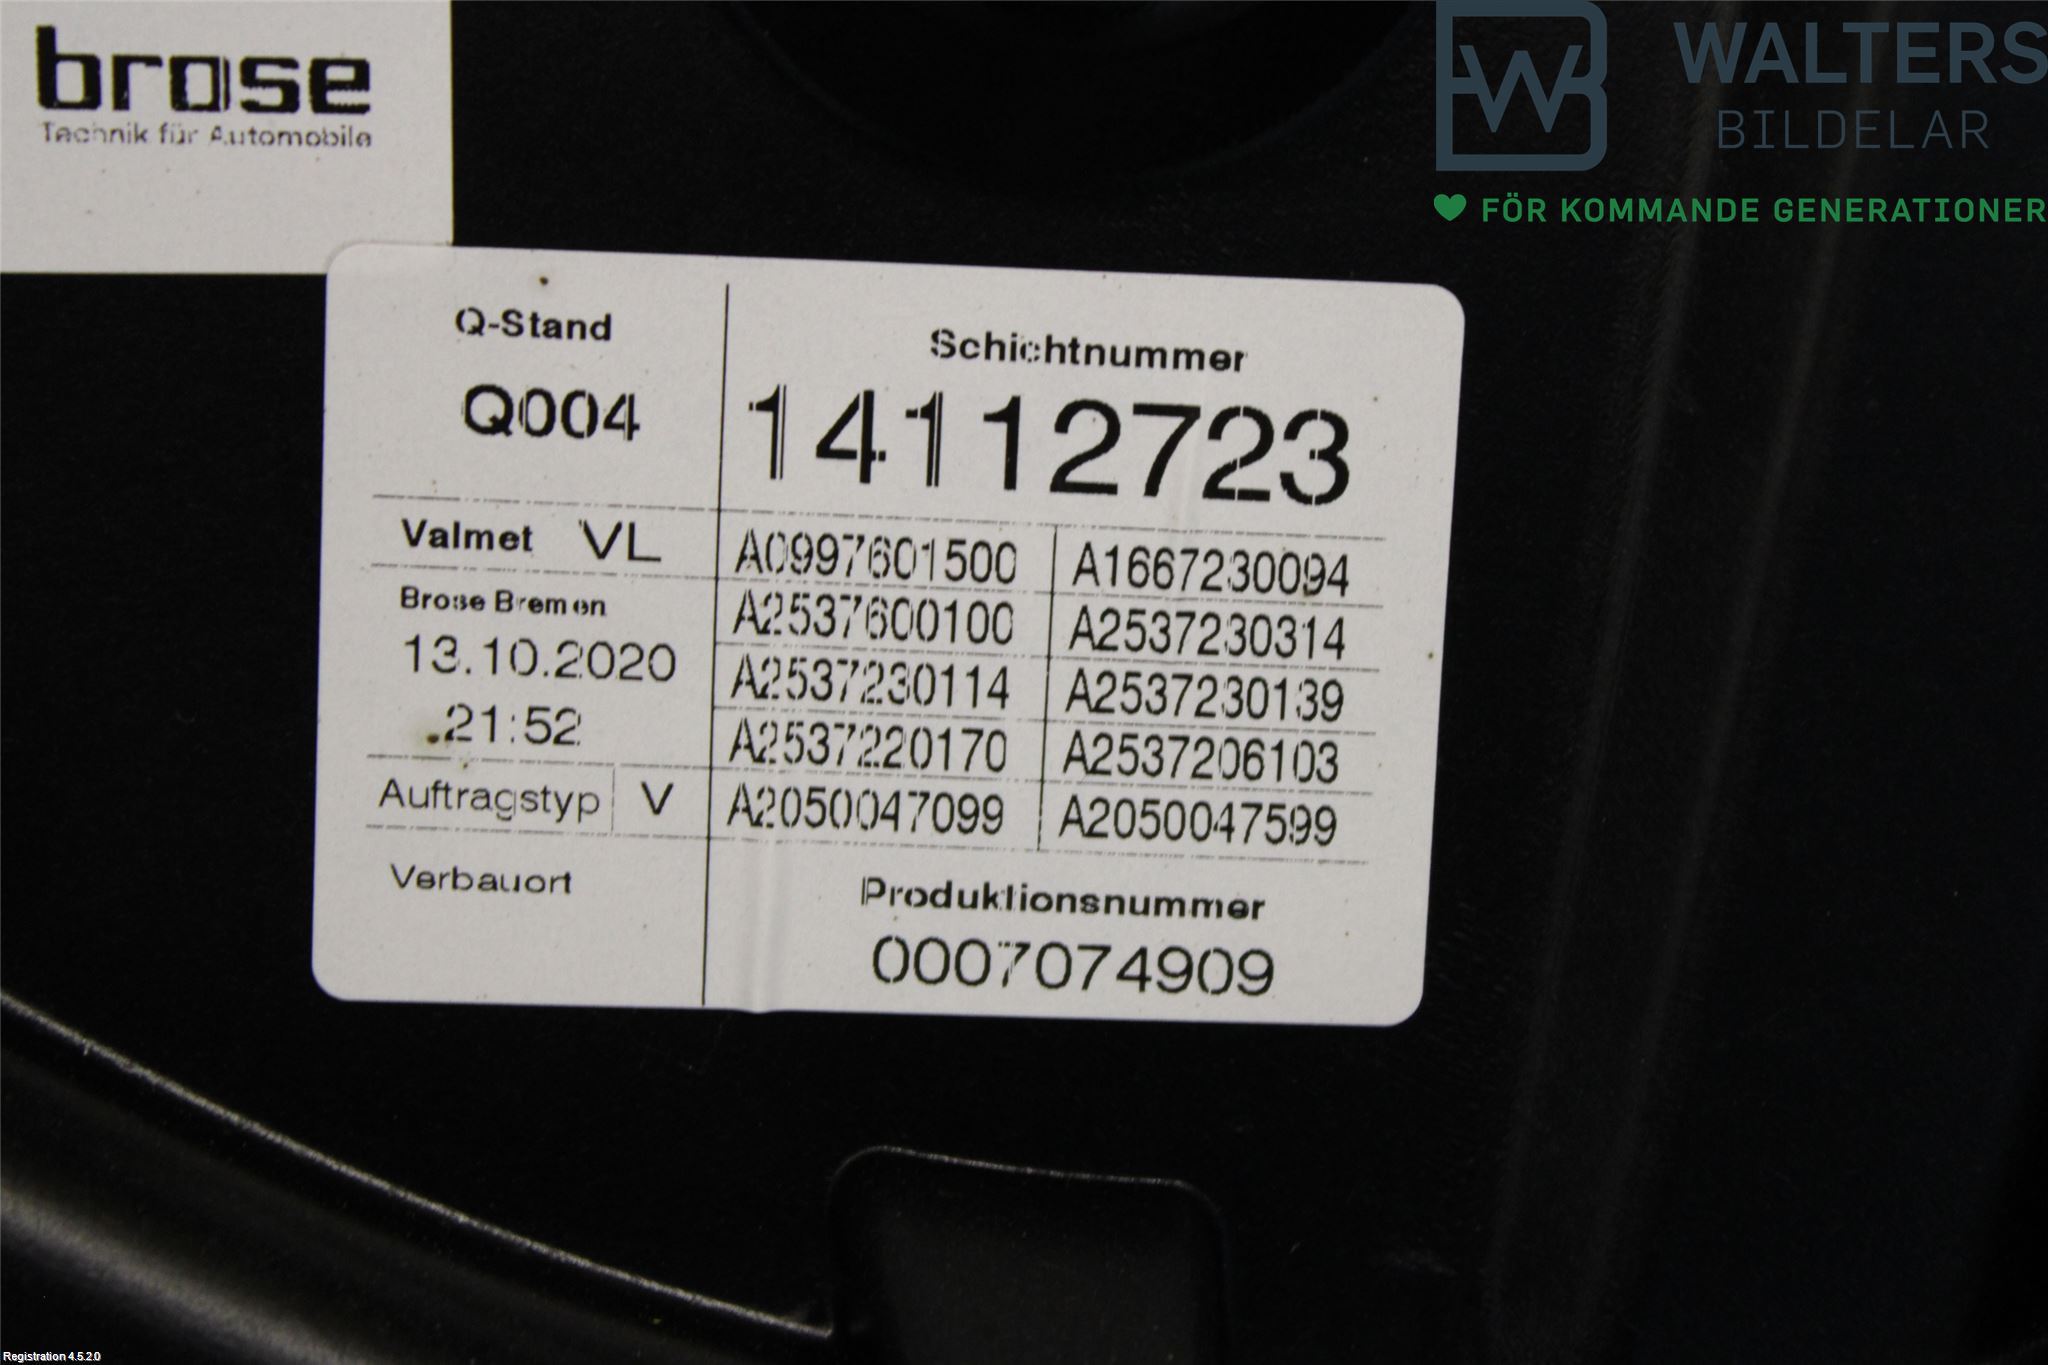 brose
Technik für Automobile
WALTERS
BILDELAR
FÖR KOMMANDE GENERATIONER
Q-Stand
Q004
Schichtnummer
14112723
Valmet VL
A0997601500 A1667230094
Brose Bremen
A2537600100 A2537230314
13.10.2020
A2537230114 A2537230139
21:52
A2537220170 A2537206103
Auftragstyp V
A2050047099 A2050047599
Verbauort
Produktionsnummer
0007074909
Registration 4.5.2.0